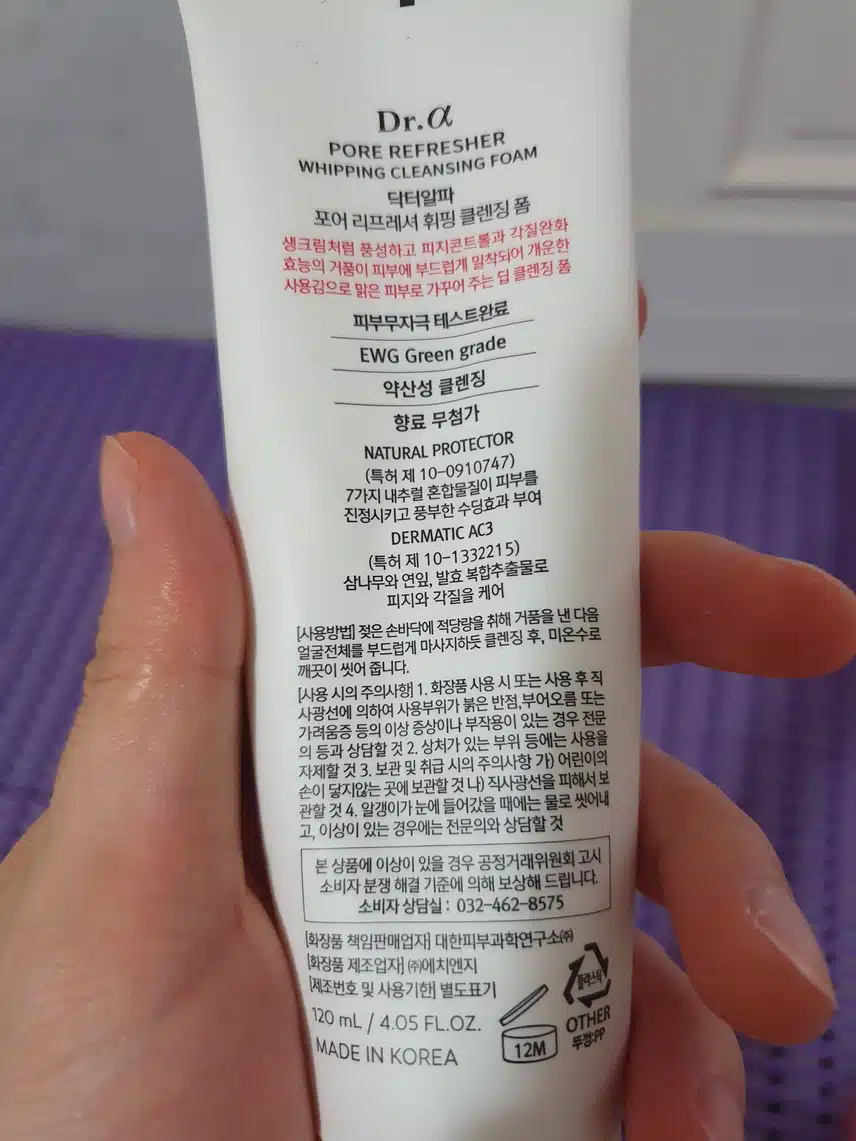 Dr.α
PORE REFRESHER
WHIPPING CLEANSING FOAM
닥터알파
포어 리프레셔 휘핑 클렌징 폼
생크림처럼 풍성하고 피지콘트롤과 각질완화
효능의 거품이 피부에 부드럽게 밀착되어 개운한
사용감으로 맑은 피부로 가꾸어 주는 딥 클렌징 폼
피부무자극 테스트완료
EWG Green grade
약산성 클렌징
향료 무첨가
NATURAL PROTECTOR
(특허 제 10-0910747)
7가지 내추럴 혼합물질이 피부를
진정시키고 풍부한 수딩효과 부여
DERMATIC AC3
(특허 제 10-1332215)
삼나무와 연잎, 발효 복합추출물로
피지와 각질을 케어
[사용방법] 젖은 손바닥에 적당량을 취해 거품을 낸 다음
얼굴전체를 부드럽게 마사지하듯 클렌징 후, 미온수로
깨끗이 씻어 줍니다.
[사용 시의 주의사항] 1. 화장품 사용 시 또는 사용 후 직
사광선에 의하여 사용부위가 붉은 반점,부어오름 또는
가려움증 등의 이상 증상이나 부작용이 있는 경우 전문
의 등과 상담할 것 2. 상처가 있는 부위 등에는 사용을
자제할 것 3. 보관 및 취급 시의 주의사항 가) 어린이의
손이 닿지않는 곳에 보관할 것 나) 직사광선을 피해서 보
관할 것 4. 알갱이가 눈에 들어갔을 때에는 물로 씻어내
고, 이상이 있는 경우에는 전문의와 상담할 것
본 상품에 이상이 있을 경우 공정거래위원회 고시
소비자 분쟁 해결 기준에 의해 보상해 드립니다.
소비자 상담실 : 032-462-8575
[화장품 책임판매업자] 대한피부과학연구소㈜
[화장품 제조업자] ㈜에치엔지
[제조번호 및 사용기한] 별도표기
120 mL / 4.05 FL.OZ.
MADE IN KOREA
12M
플라스틱
OTHER
뚜껑:PP